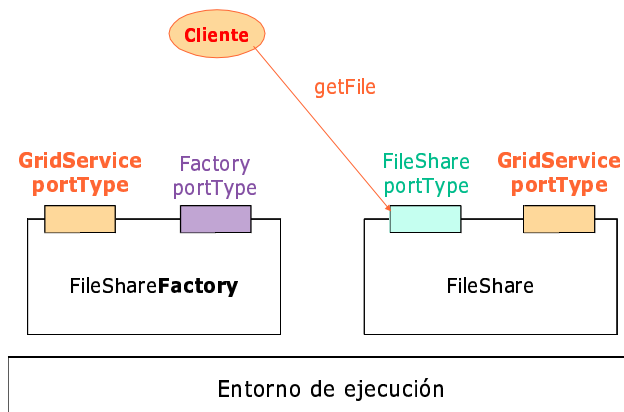 Cliente
getFile
GridService
portType
Factory
portType
FileShare
portType
GridService
portType
FileShareFactory
FileShare
Entorno de ejecución